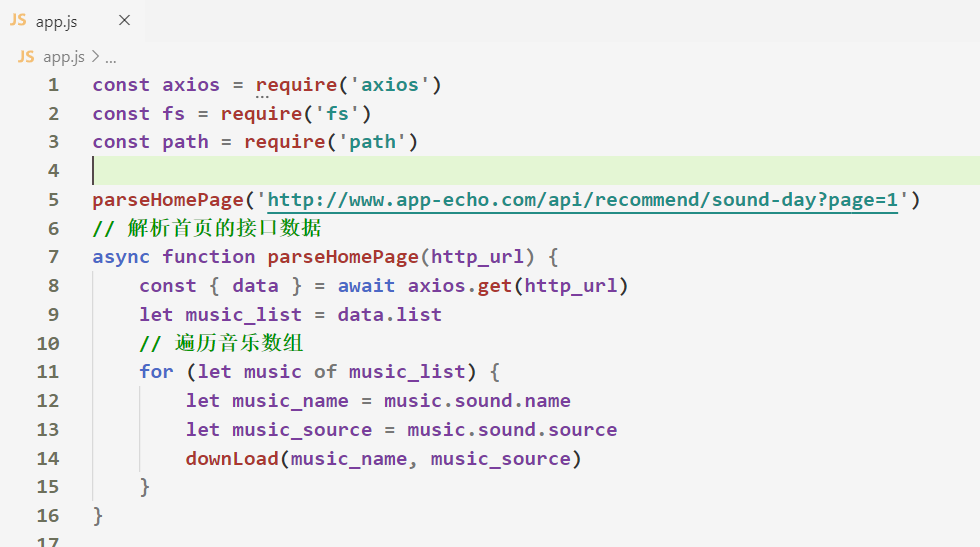 JS app.js ×
JS app.js > ...
1 const axios = require('axios')
2 const fs = require('fs')
3 const path = require('path')
4
5 parseHomePage('http://www.app-echo.com/api/recommend/sound-day?page=1')
6 // 解析首页的接口数据
7 async function parseHomePage(http_url) {
8     const { data } = await axios.get(http_url)
9     let music_list = data.list
10     // 遍历音乐数组
11     for (let music of music_list) {
12         let music_name = music.sound.name
13         let music_source = music.sound.source
14         downLoad(music_name, music_source)
15     }
16 }
17